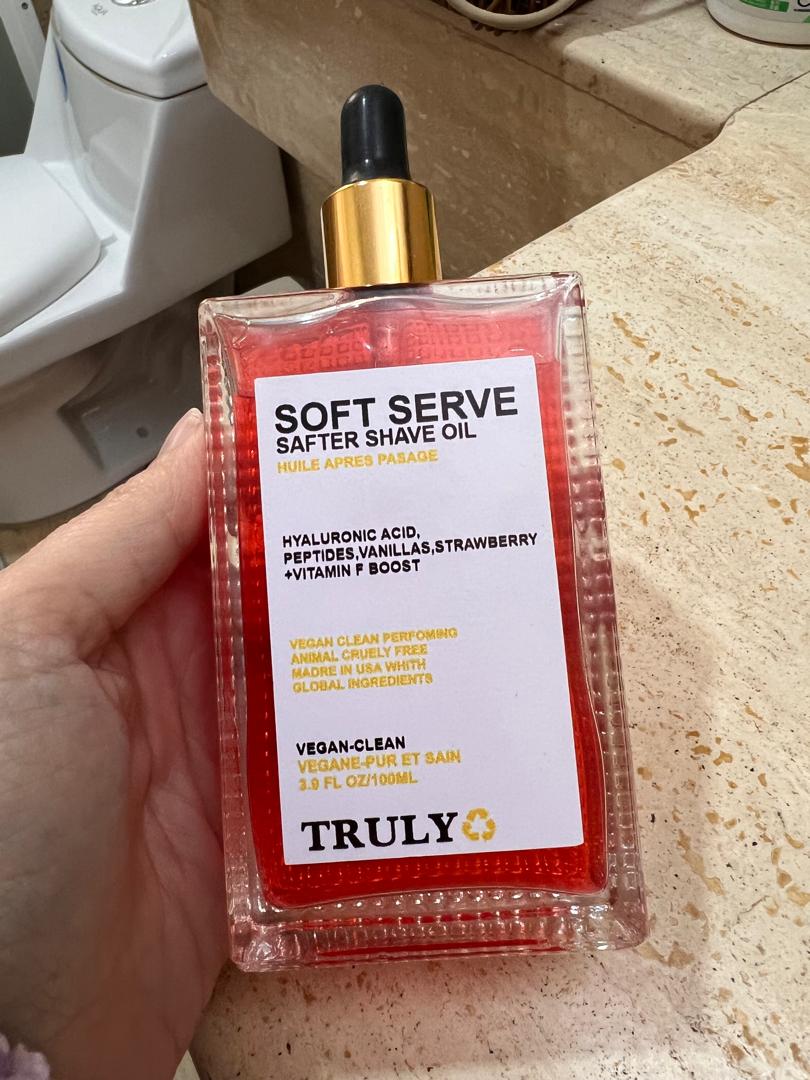 SOFT SERVE
SAFTER SHAVE OIL
HUILE APRES PASAGE
HYALURONIC ACID,
PEPTIDES,VANILLAS,STRAWBERRY
+VITAMIN F BOOST
VEGAN CLEAN PERFOMING
ANIMAL CRUELY FREE
MADRE IN USA WHITH
GLOBAL INGREDIENTS
VEGAN-CLEAN
VEGANE-PUR ET SAIN
3.9 FL OZ/100ML
TRULY